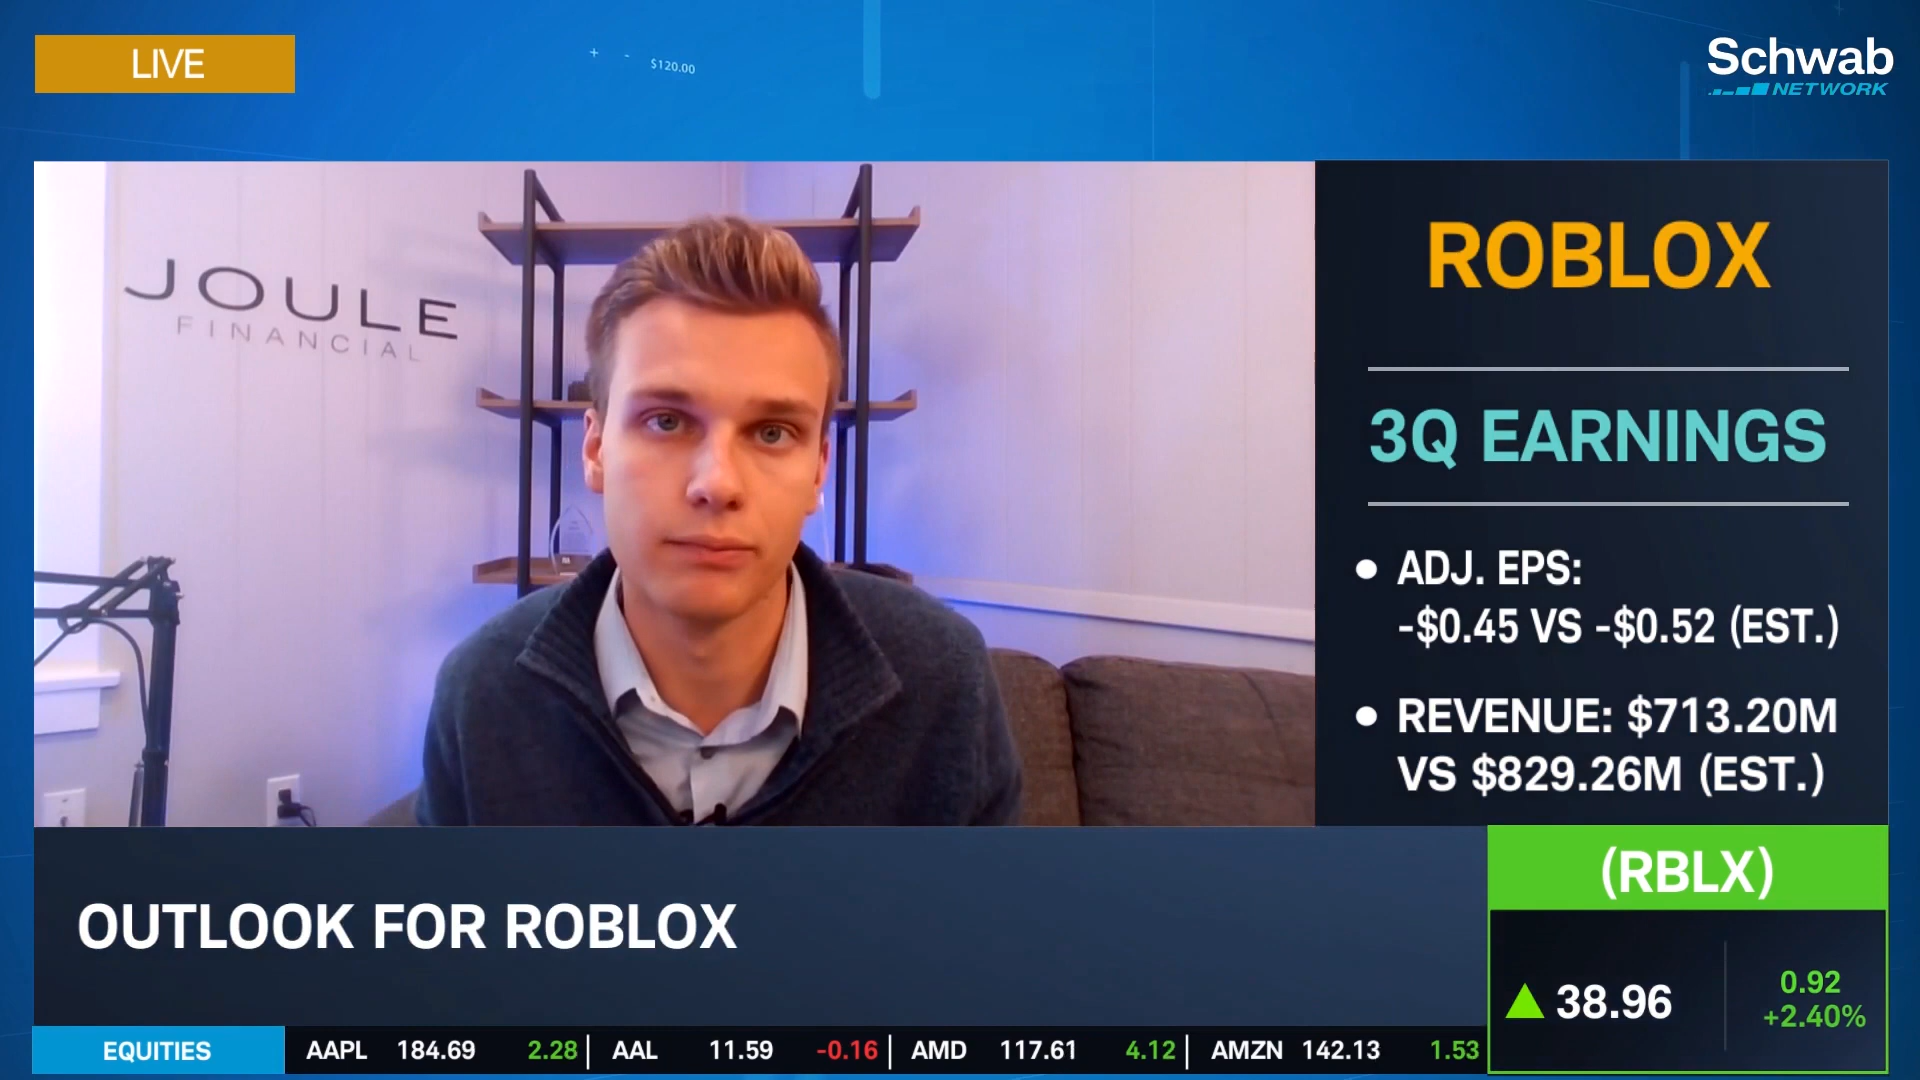 LIVE
+ - $120.00
Schwab
NETWORK
JOULE
FINANCIAL
ROBLOX
3Q EARNINGS
• ADJ. EPS:
-$0.45 VS -$0.52 (EST.)
• REVENUE: $713.20M
VS $829.26M (EST.)
OUTLOOK FOR ROBLOX
(RBLX)
▲ 38.96
0.92
+2.40%
EQUITIES
AAPL 184.69 2.28 | AAL 11.59 -0.16 | AMD 117.61 4.12 | AMZN 142.13 1.53